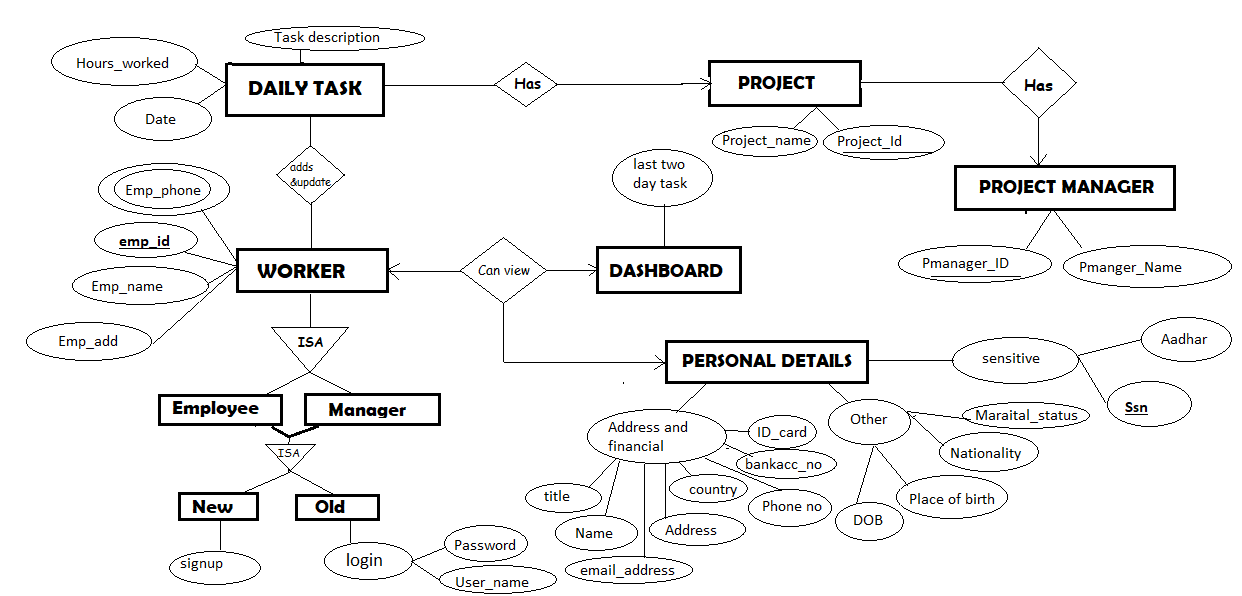 Task description
Hours_worked
DAILY TASK
Has
PROJECT
Has
Date
Project_name
Project_Id
adds
&update
last two
day task
Emp_phone
PROJECT MANAGER
emp_id
WORKER
Can view
DASHBOARD
Pmanager_ID
Pmanger_Name
Emp_name
Emp_add
ISA
PERSONAL DETAILS
sensitive
Aadhar
Ssn
Employee
Manager
Address and
financial
ID_card
Other
Maraital_status
ISA
bankacc_no
Nationality
title
country
Phone no
Place of birth
New
Old
Name
Address
DOB
signup
login
Password
User_name
email_address